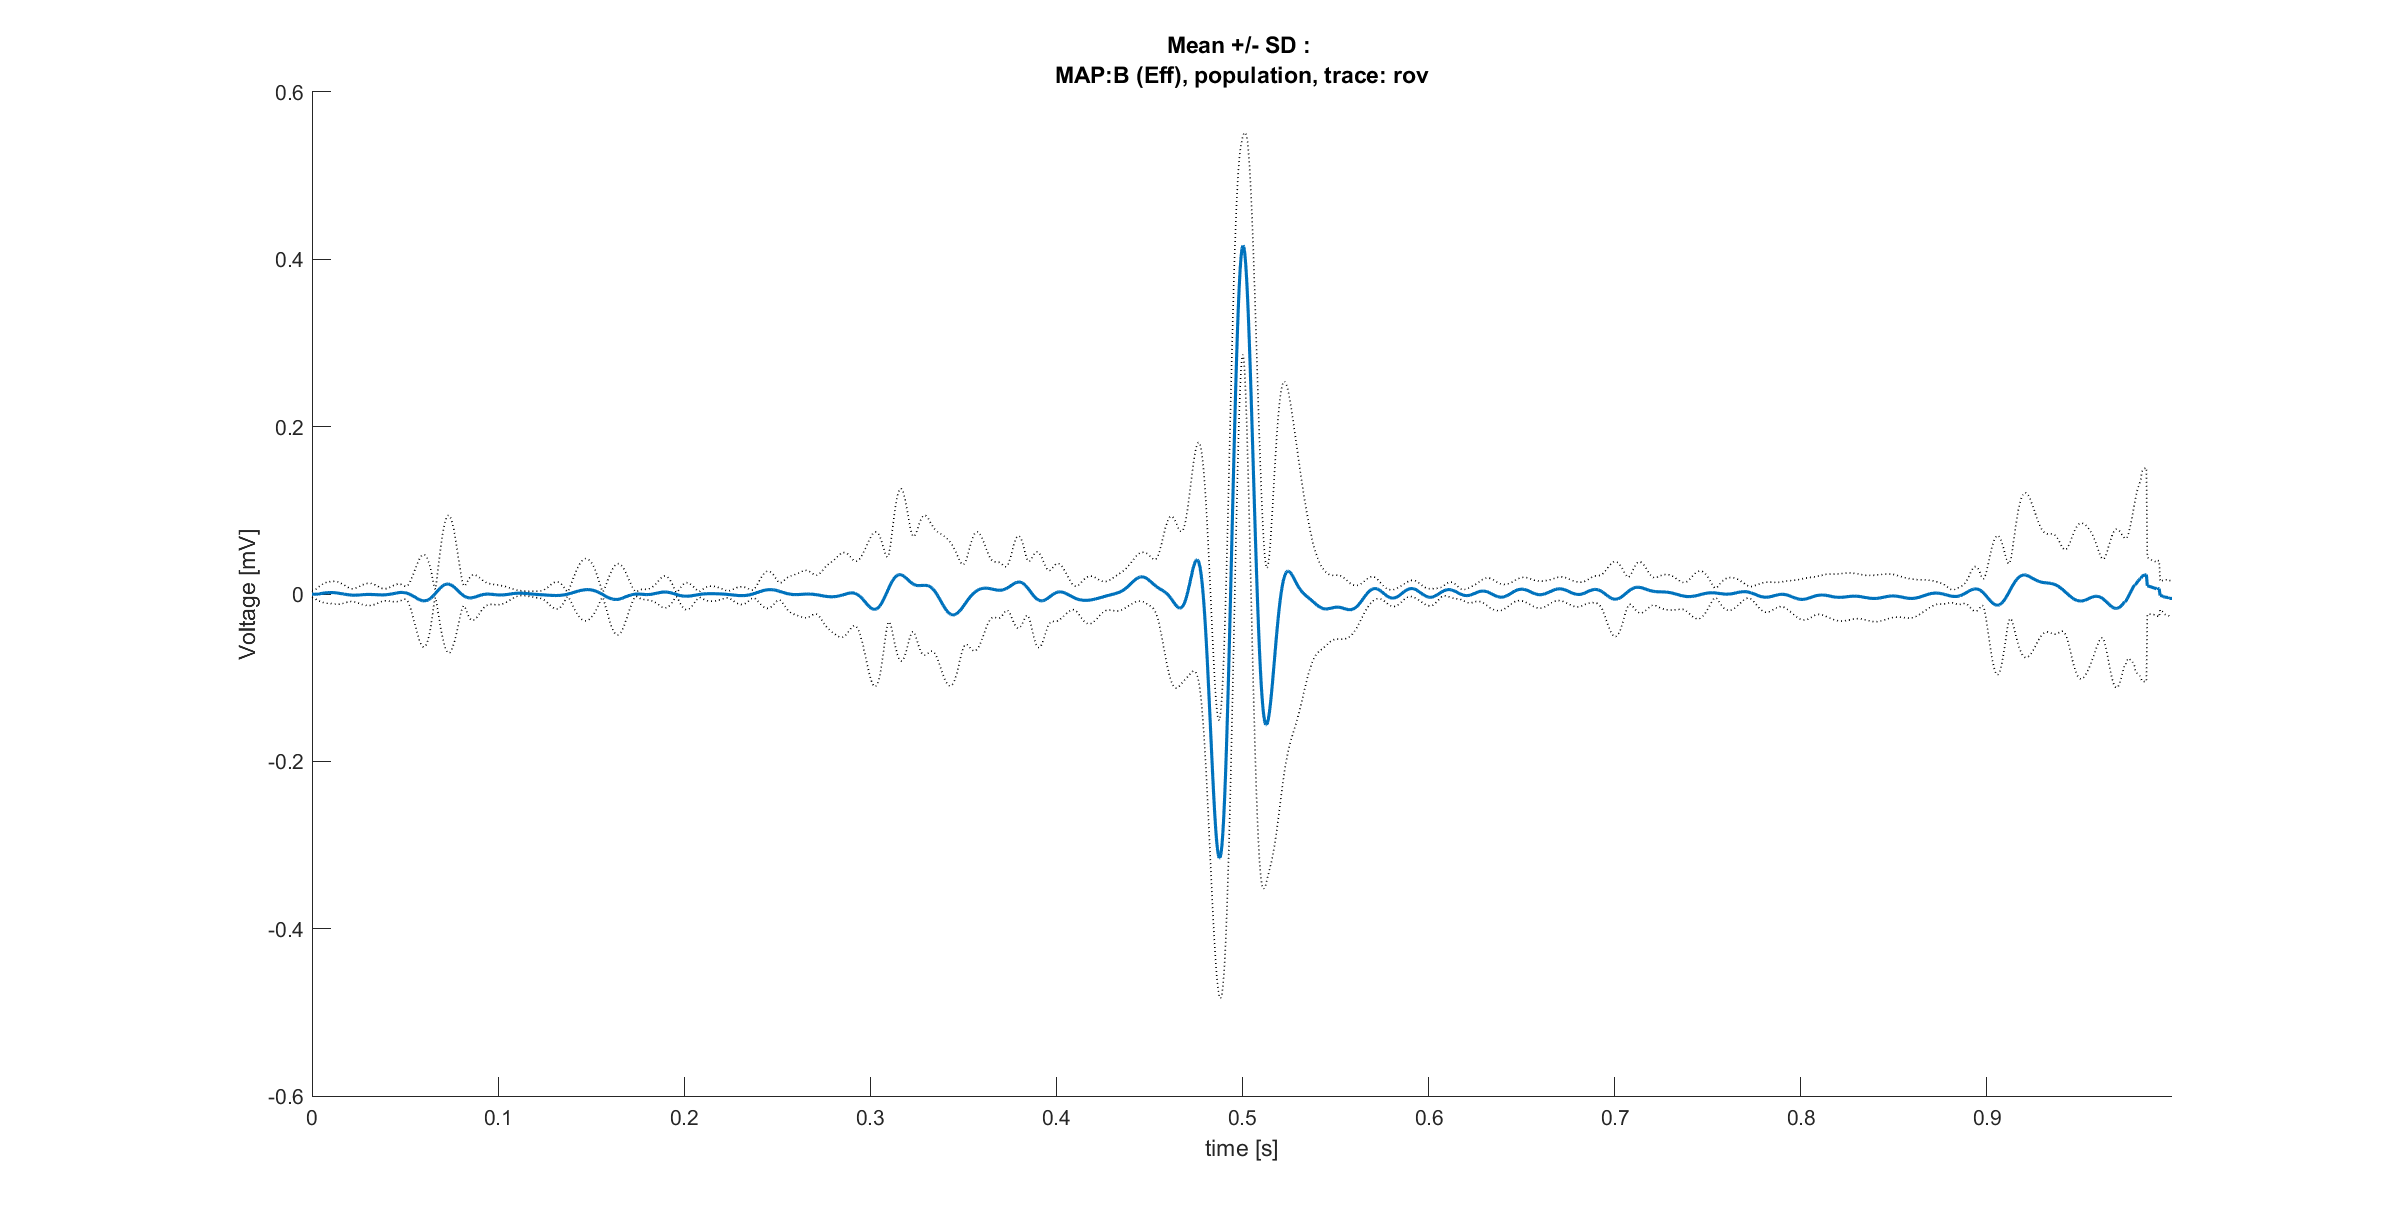 Mean +/- SD :
MAP:B (Eff), population, trace: rov
0.6
0.4
0.2
0
-0.2
-0.4
-0.6
Voltage [mV]
0 0.1 0.2 0.3 0.4 0.5 0.6 0.7 0.8 0.9
time [s]